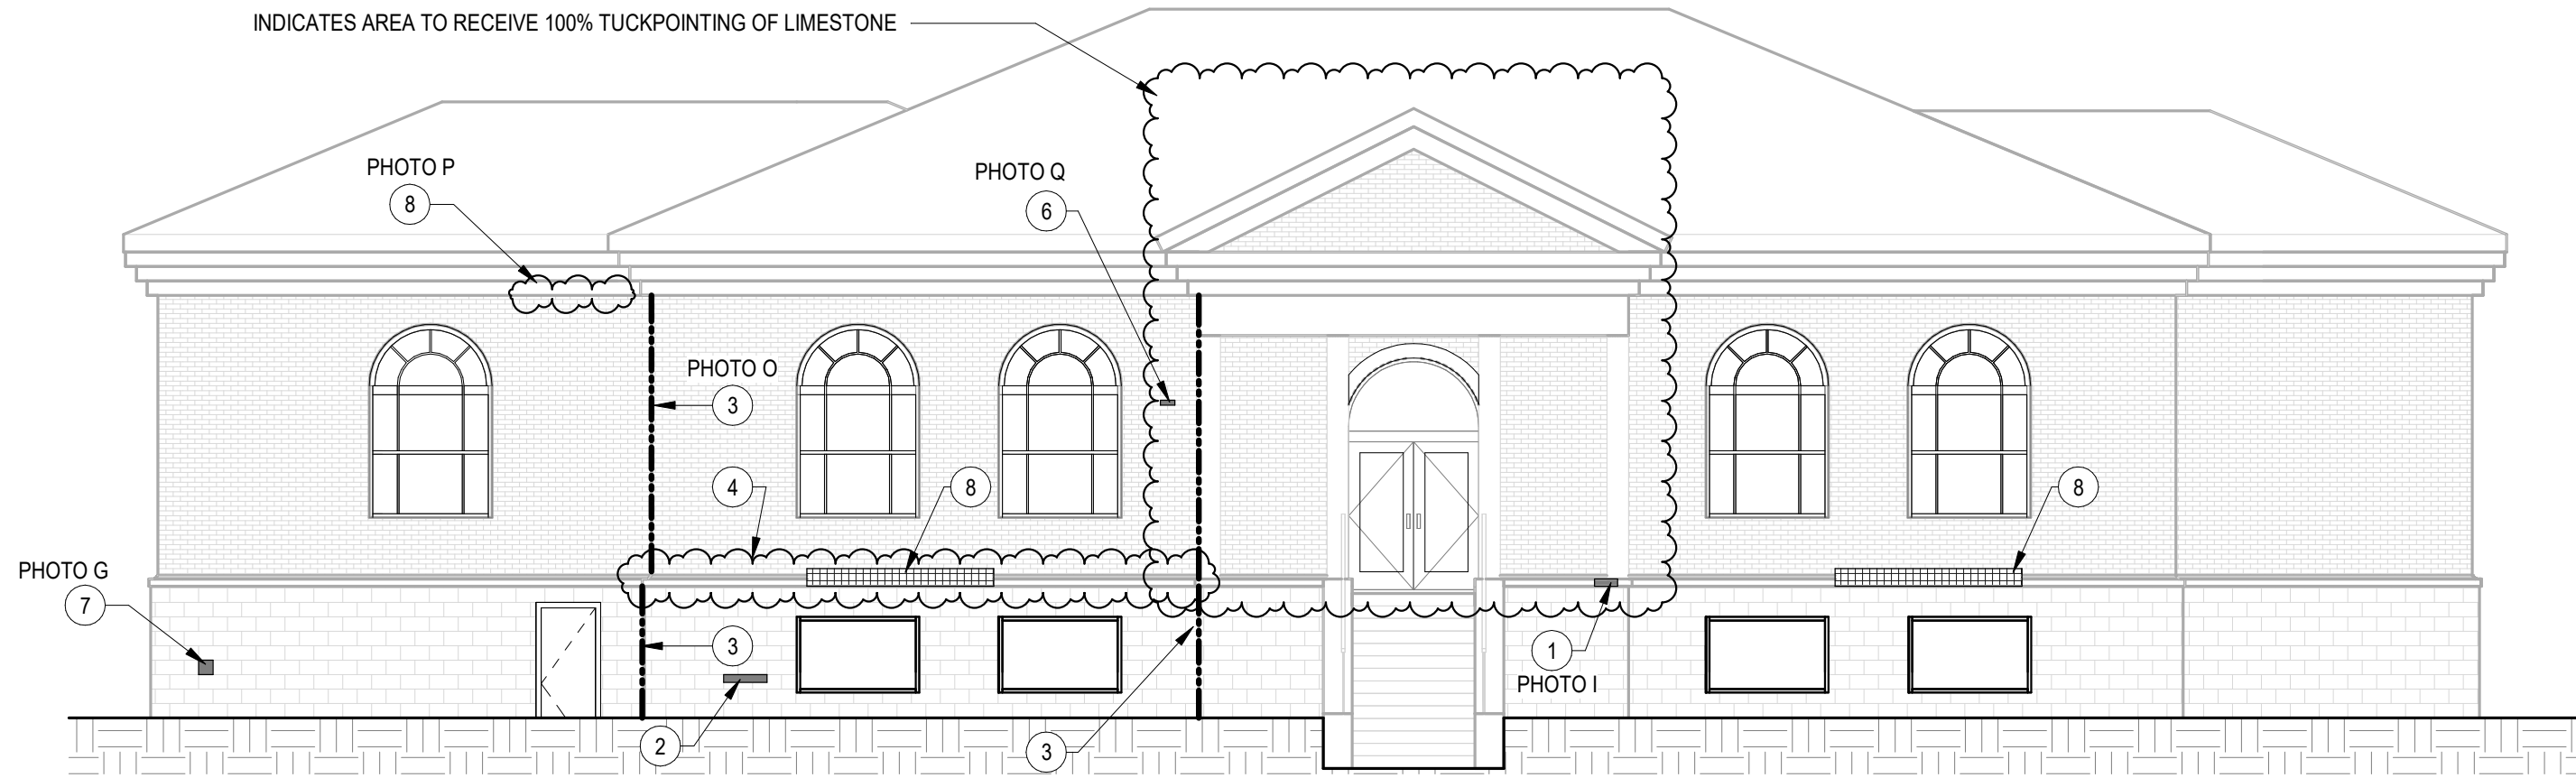 INDICATES AREA TO RECEIVE 100% TUCKPOINTING OF LIMESTONE
PHOTO P
8
PHOTO Q
6
PHOTO O
3
4
8
8
PHOTO G
7
3
1
PHOTO I
2
3